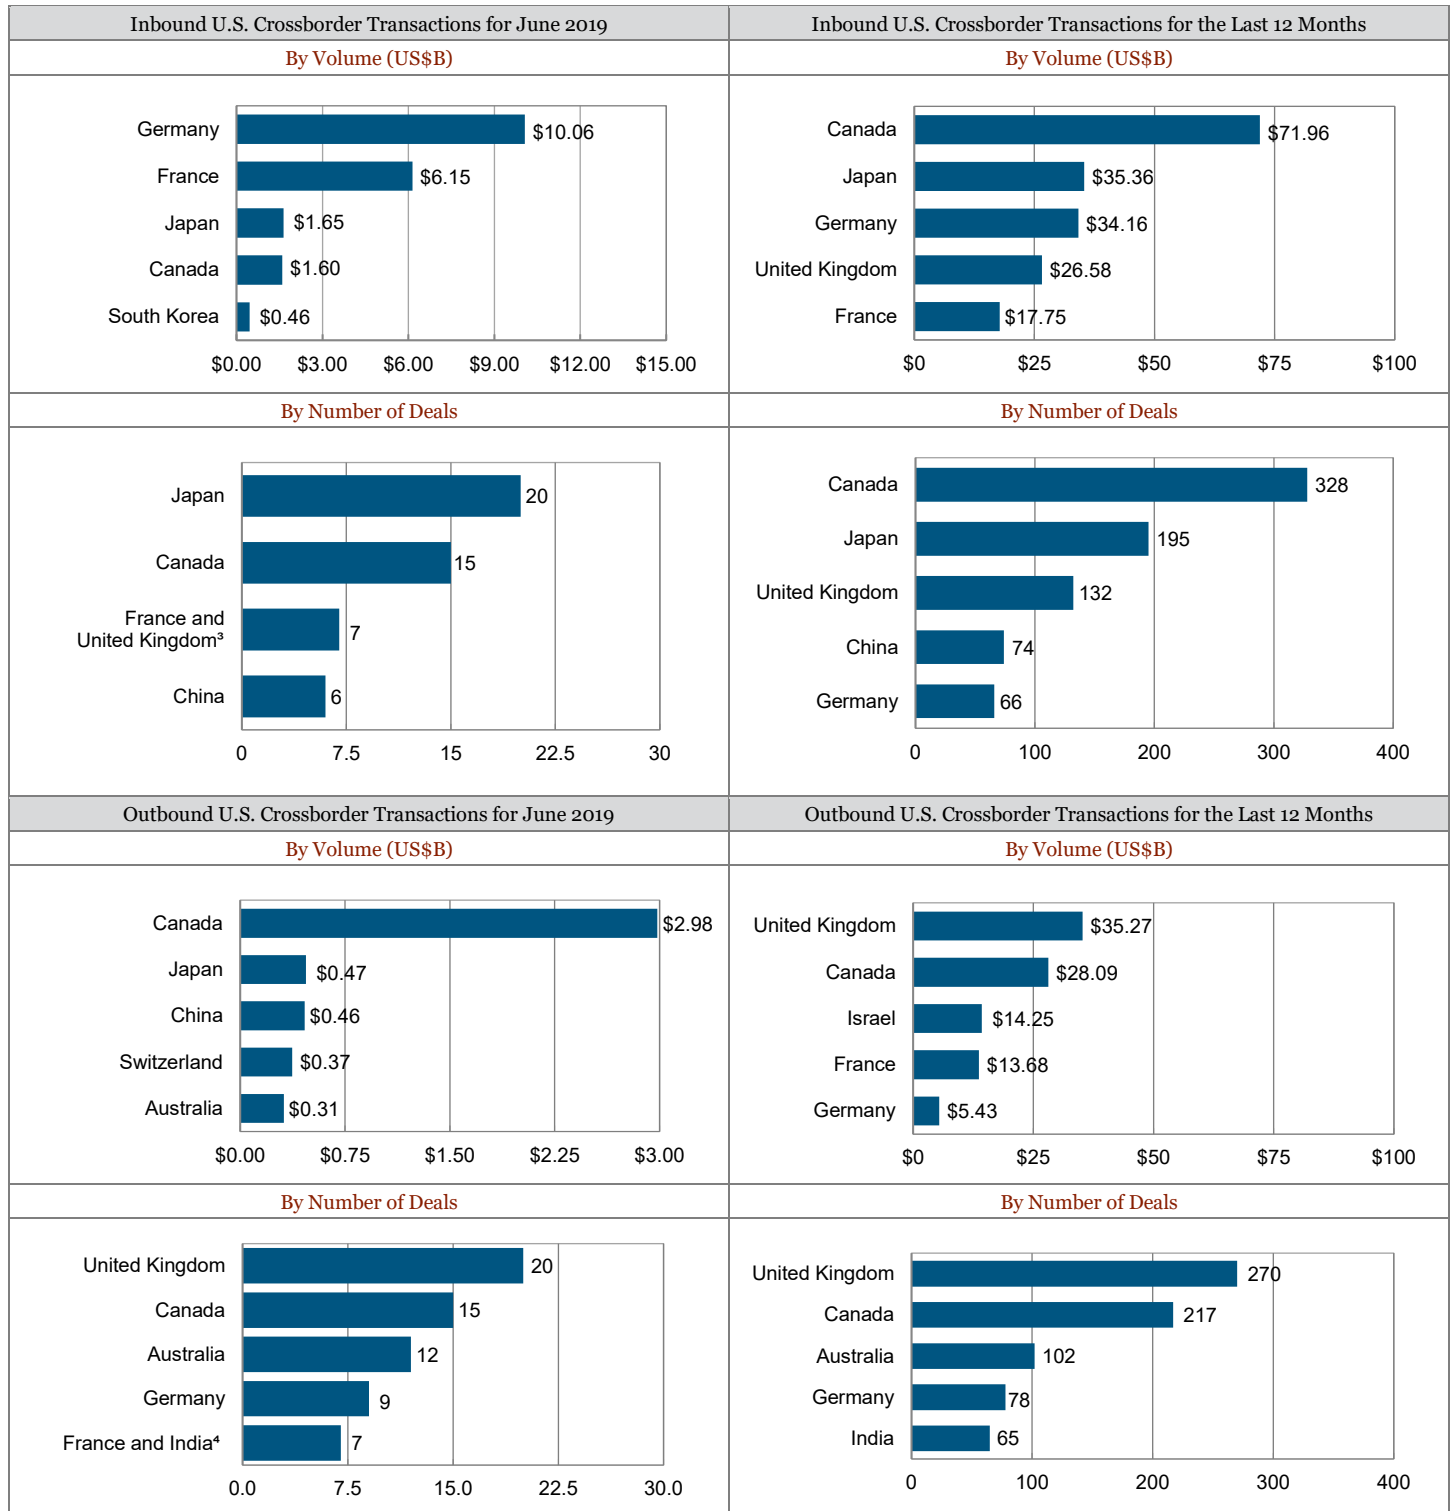 Inbound U.S. Crossborder Transactions for June 2019
By Volume (US$B)
Germany $10.06
France $6.15
Japan $1.65
Canada $1.60
South Korea $0.46
$0.00 $3.00 $6.00 $9.00 $12.00 $15.00
Inbound U.S. Crossborder Transactions for the Last 12 Months
By Volume (US$B)
Canada $71.96
Japan $35.36
Germany $34.16
United Kingdom $26.58
France $17.75
$0 $25 $50 $75 $100
By Number of Deals
Japan 20
Canada 15
France and
United Kingdom³ 7
China 6
0 7.5 15 22.5 30
By Number of Deals
Canada 328
Japan 195
United Kingdom 132
China 74
Germany 66
0 100 200 300 400
Outbound U.S. Crossborder Transactions for June 2019
By Volume (US$B)
Canada $2.98
Japan $0.47
China $0.46
Switzerland $0.37
Australia $0.31
$0.00 $0.75 $1.50 $2.25 $3.00
Outbound U.S. Crossborder Transactions for the Last 12 Months
By Volume (US$B)
United Kingdom $35.27
Canada $28.09
Israel $14.25
France $13.68
Germany $5.43
$0 $25 $50 $75 $100
By Number of Deals
United Kingdom 20
Canada 15
Australia 12
Germany 9
France and India⁴ 7
0.0 7.5 15.0 22.5 30.0
By Number of Deals
United Kingdom 270
Canada 217
Australia 102
Germany 78
India 65
0 100 200 300 400